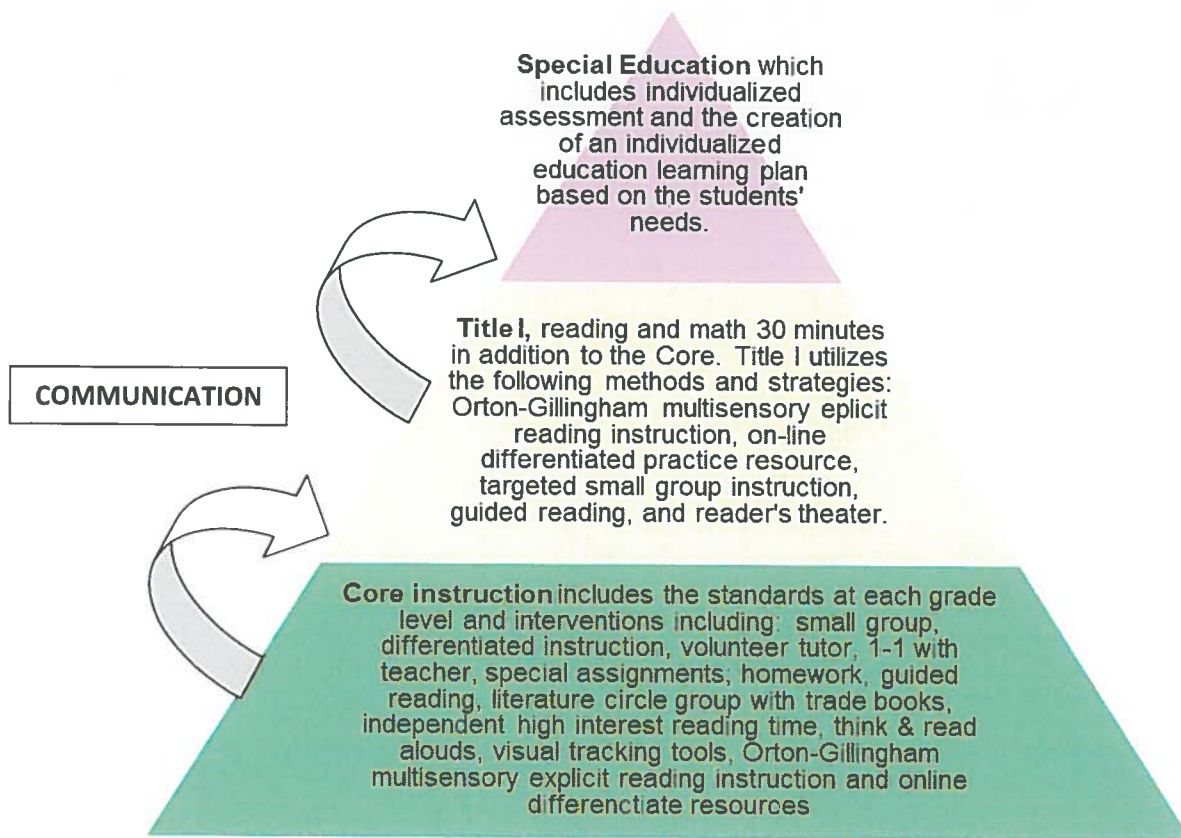 Special Education which
includes individualized
assessment and the creation
of an individualized
education learning plan
based on the students'
needs.
Title I, reading and math 30 minutes
in addition to the Core. Title I utilizes
the following methods and strategies:
Orton-Gillingham multisensory eplicit
reading instruction, on-line
differentiated practice resource,
targeted small group instruction,
guided reading, and reader's theater.
COMMUNICATION
Core instruction includes the standards at each grade
level and interventions including: small group,
differentiated instruction, volunteer tutor, 1-1 with
teacher, special assignments, homework, guided
reading, literature circle group with trade books,
independent high interest reading time, think & read
alouds, visual tracking tools, Orton-Gillingham
multisensory explicit reading instruction and online
differenctiate resources